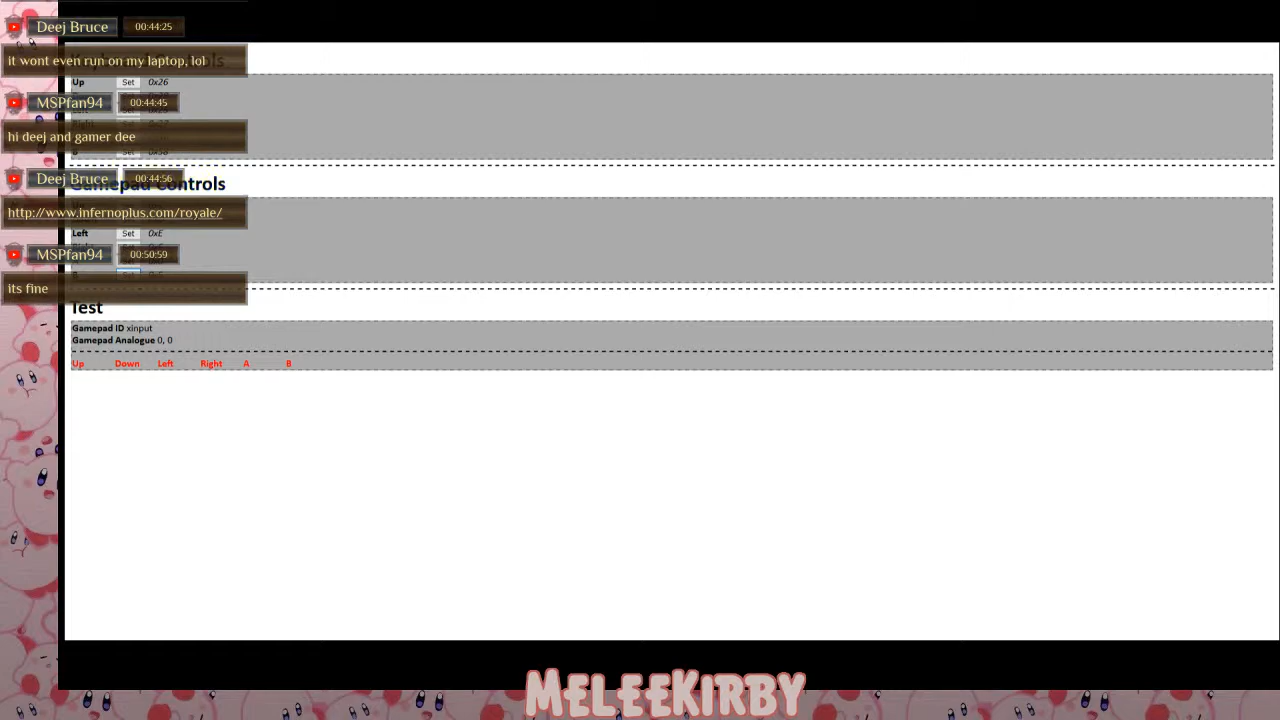 Deej Bruce 00:44:25
it wont even run on my laptop, lol
Up Set 0x26
MSPfan94 00:44:45
hi deej and gamer dee
Deej Bruce 00:44:56
Gamepad controls
http://www.infernoplus.com/royale/
Left Set 0xE
MSPfan94 00:50:59
its fine
Test
Gamepad ID xinput
Gamepad Analogue 0, 0
Up Down Left Right A B
MELEEKIRBY